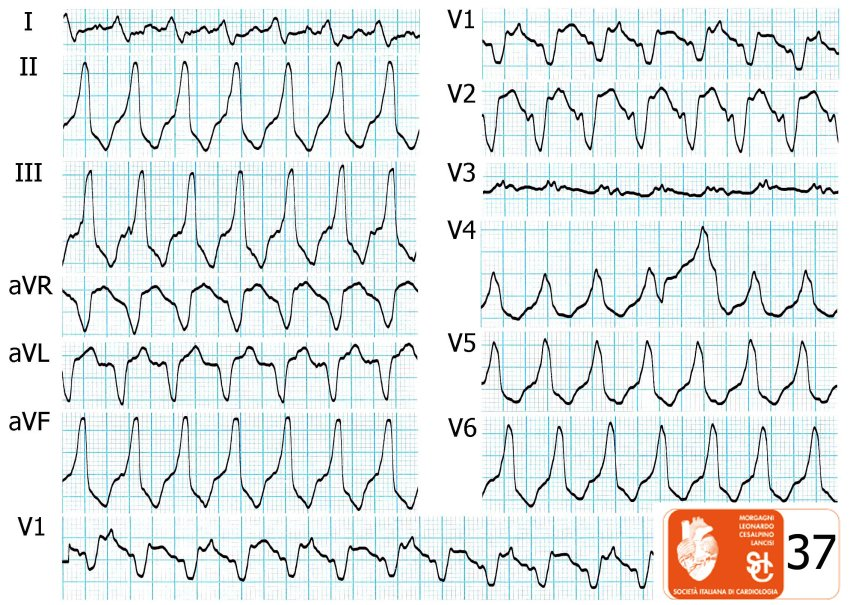 I
II
III
aVR
aVL
aVF
V1
V1
V2
V3
V4
V5
V6
MORGAGNI
LEONARDO
CESALPINO
LANCISI
SIC
SOCIETÀ ITALIANA DI CARDIOLOGIA
37